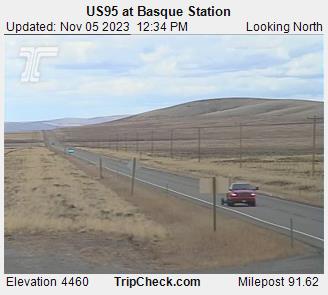 US95 at Basque Station
Updated: Nov 05 2023 12:34 PM Looking North
Elevation 4460 TripCheck.com Milepost 91.62